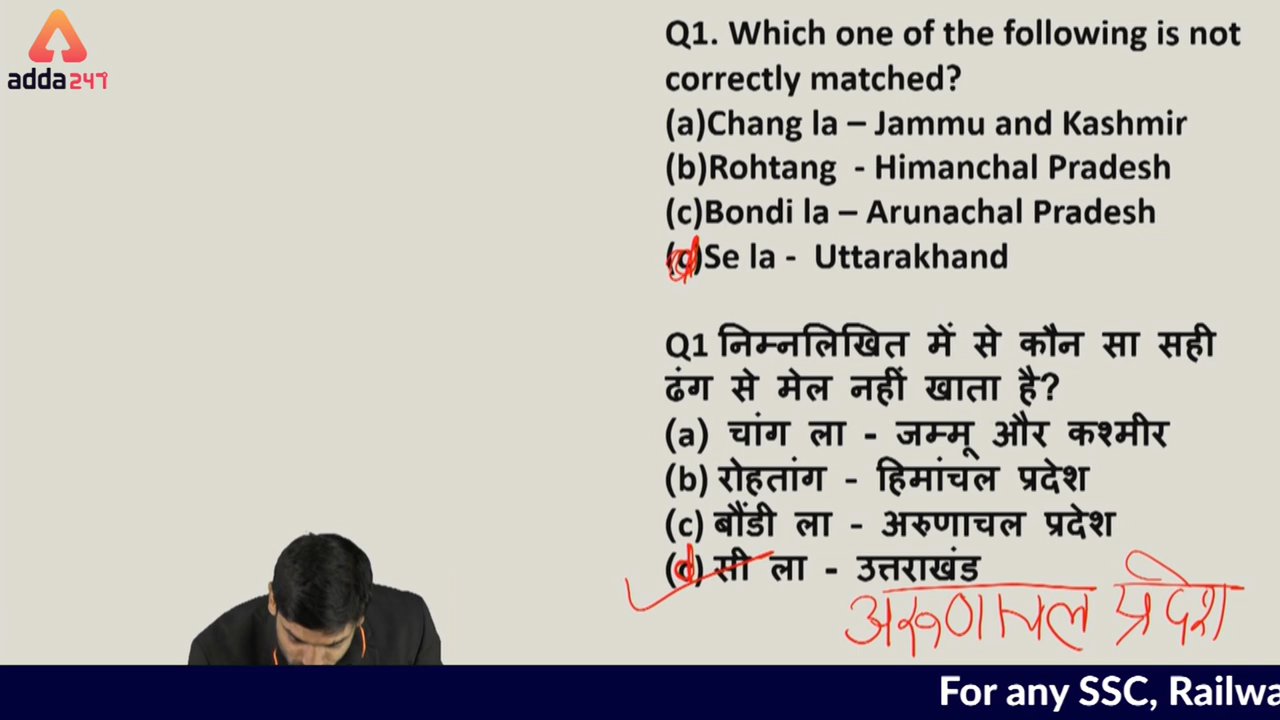 adda247
Q1. Which one of the following is not
correctly matched?
(a)Chang la – Jammu and Kashmir
(b)Rohtang - Himanchal Pradesh
(c)Bondi la – Arunachal Pradesh
(d)Se la - Uttarakhand
Q1 निम्नलिखित में से कौन सा सही
ढंग से मेल नहीं खाता है?
(a) चांग ला - जम्मू और कश्मीर
(b) रोहतांग - हिमांचल प्रदेश
(c) बौंडी ला - अरुणाचल प्रदेश
(d) सी ला - उत्तराखंड
अरूणाचल प्रदेश
For any SSC, Railwa